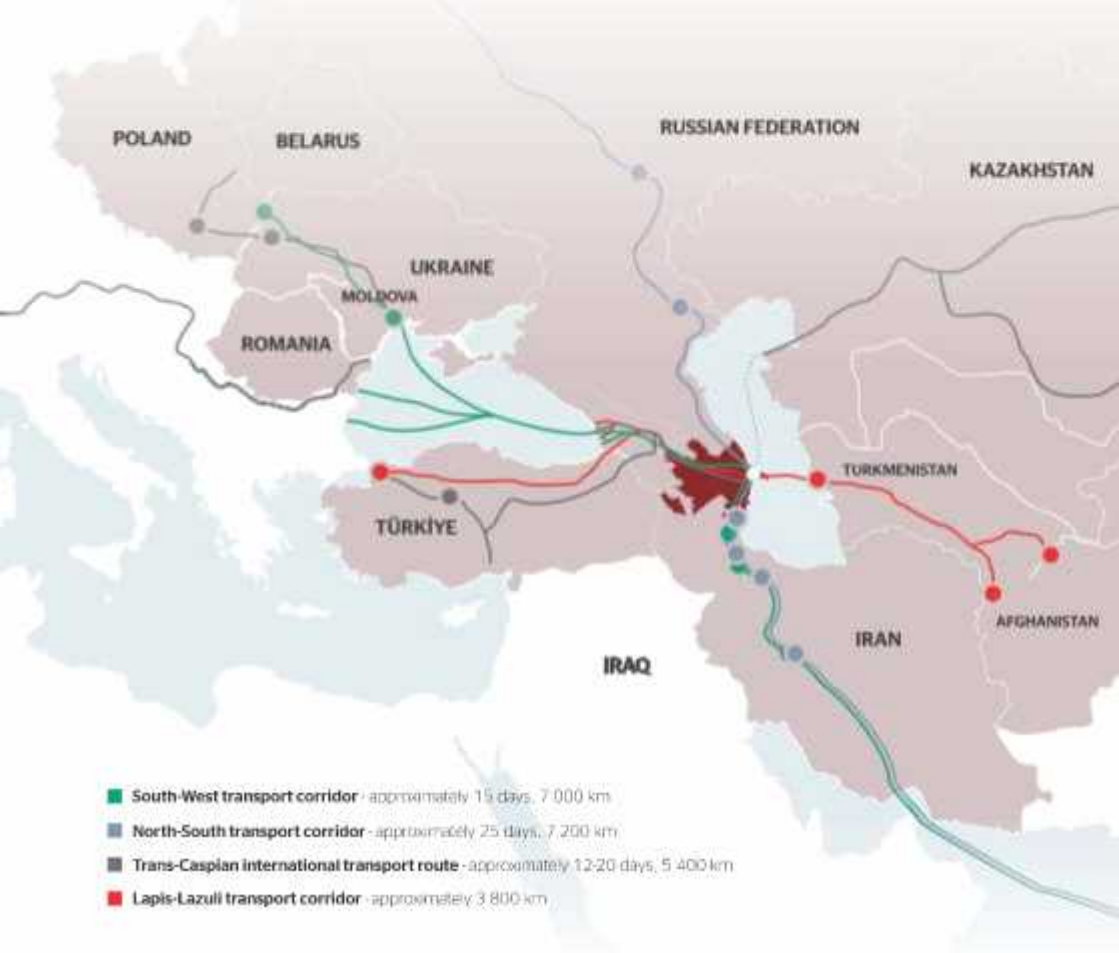 POLAND
BELARUS
RUSSIAN FEDERATION
KAZAKHSTAN
UKRAINE
MOLDOVA
ROMANIA
TURKMENISTAN
TÜRKİYE
AFGHANISTAN
IRAN
IRAQ
South-West transport corridor - approximately 15 days, 7 000 km
North-South transport corridor - approximately 25 days, 7 200 km
Trans-Caspian international transport route - approximately 12-20 days, 5 400 km
Lapis-Lazuli transport corridor - approximately 3 800 km